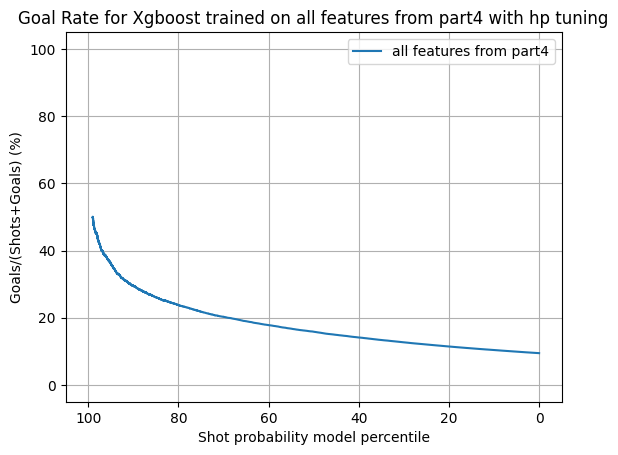 Goal Rate for Xgboost trained on all features from part4 with hp tuning
all features from part4
Goals/(Shots+Goals) (%)
100
80
60
40
20
0
100 80 60 40 20 0
Shot probability model percentile